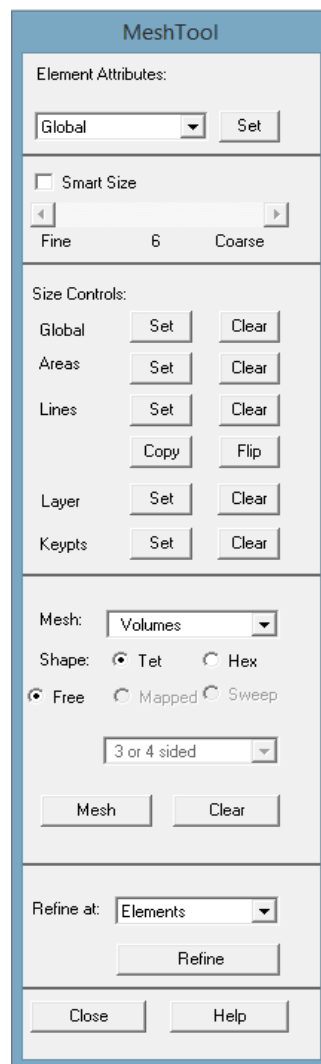 MeshTool
Element Attributes:
Global Set
Smart Size
Fine 6 Coarse
Size Controls:
Global Set Clear
Areas Set Clear
Lines Set Clear
Copy Flip
Layer Set Clear
Keypts Set Clear
Mesh: Volumes
Shape: Tet Hex
Free Mapped Sweep
3 or 4 sided
Mesh Clear
Refine at: Elements
Refine
Close Help